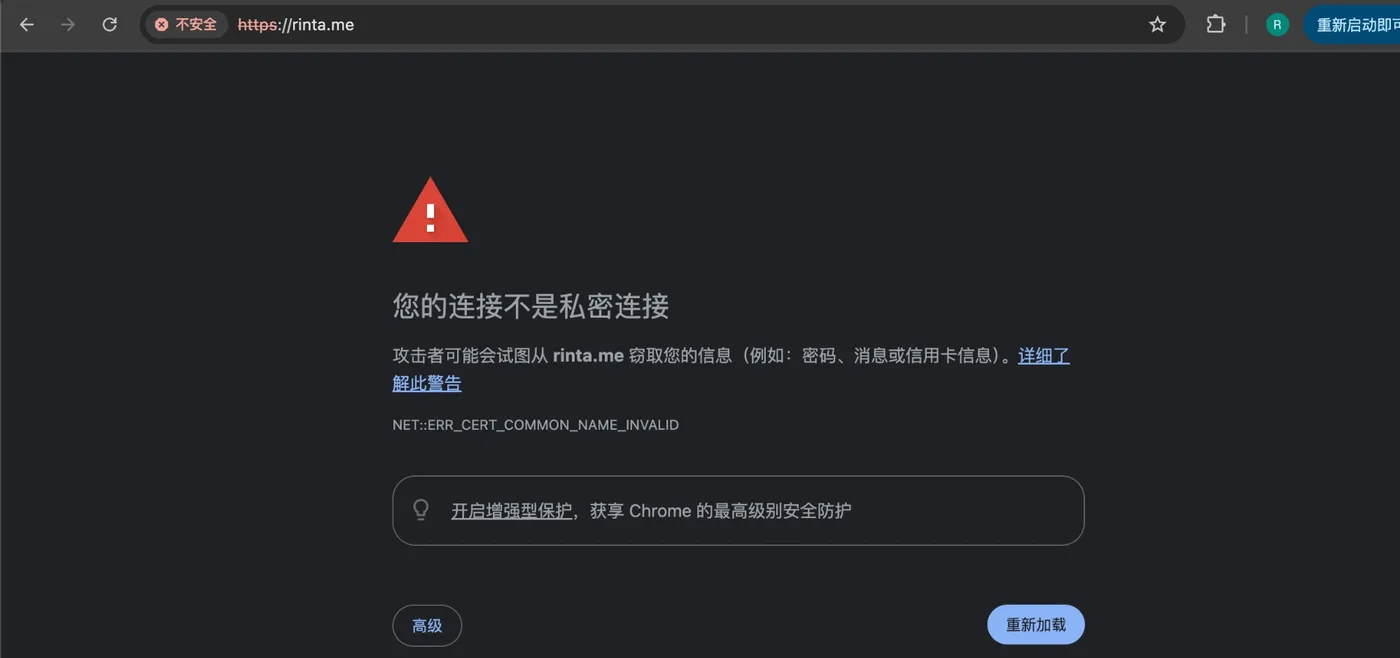 不安全 https://rinta.me
R
重新启动即可
您的连接不是私密连接
攻击者可能会试图从 rinta.me 窃取您的信息（例如：密码、消息或信用卡信息）。详细了
解此警告
NET::ERR_CERT_COMMON_NAME_INVALID
开启增强型保护，获享 Chrome 的最高级别安全防护
高级
重新加载